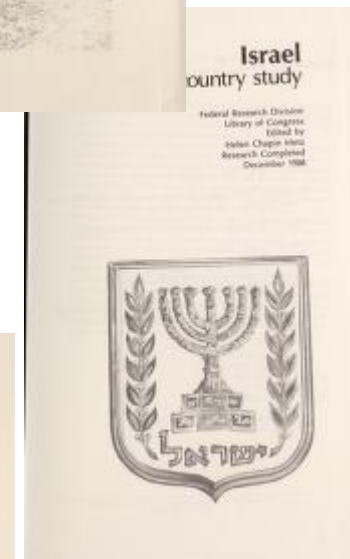 Israel
ountry study
Federal Research Division
Library of Congress
Edited by
Helen Chapin Metz
Research Completed
December 1988
ישראל